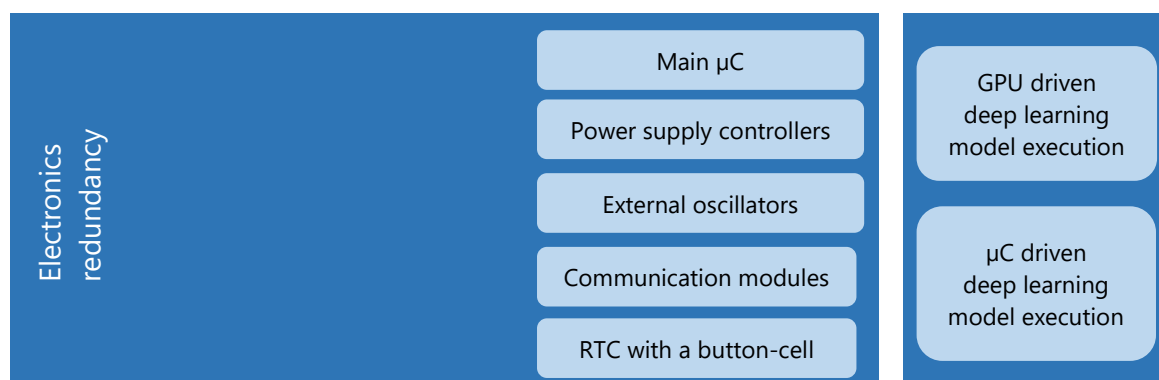 Electronics
redundancy
Main µC
Power supply controllers
External oscillators
Communication modules
RTC with a button-cell
GPU driven
deep learning
model execution
µC driven
deep learning
model execution